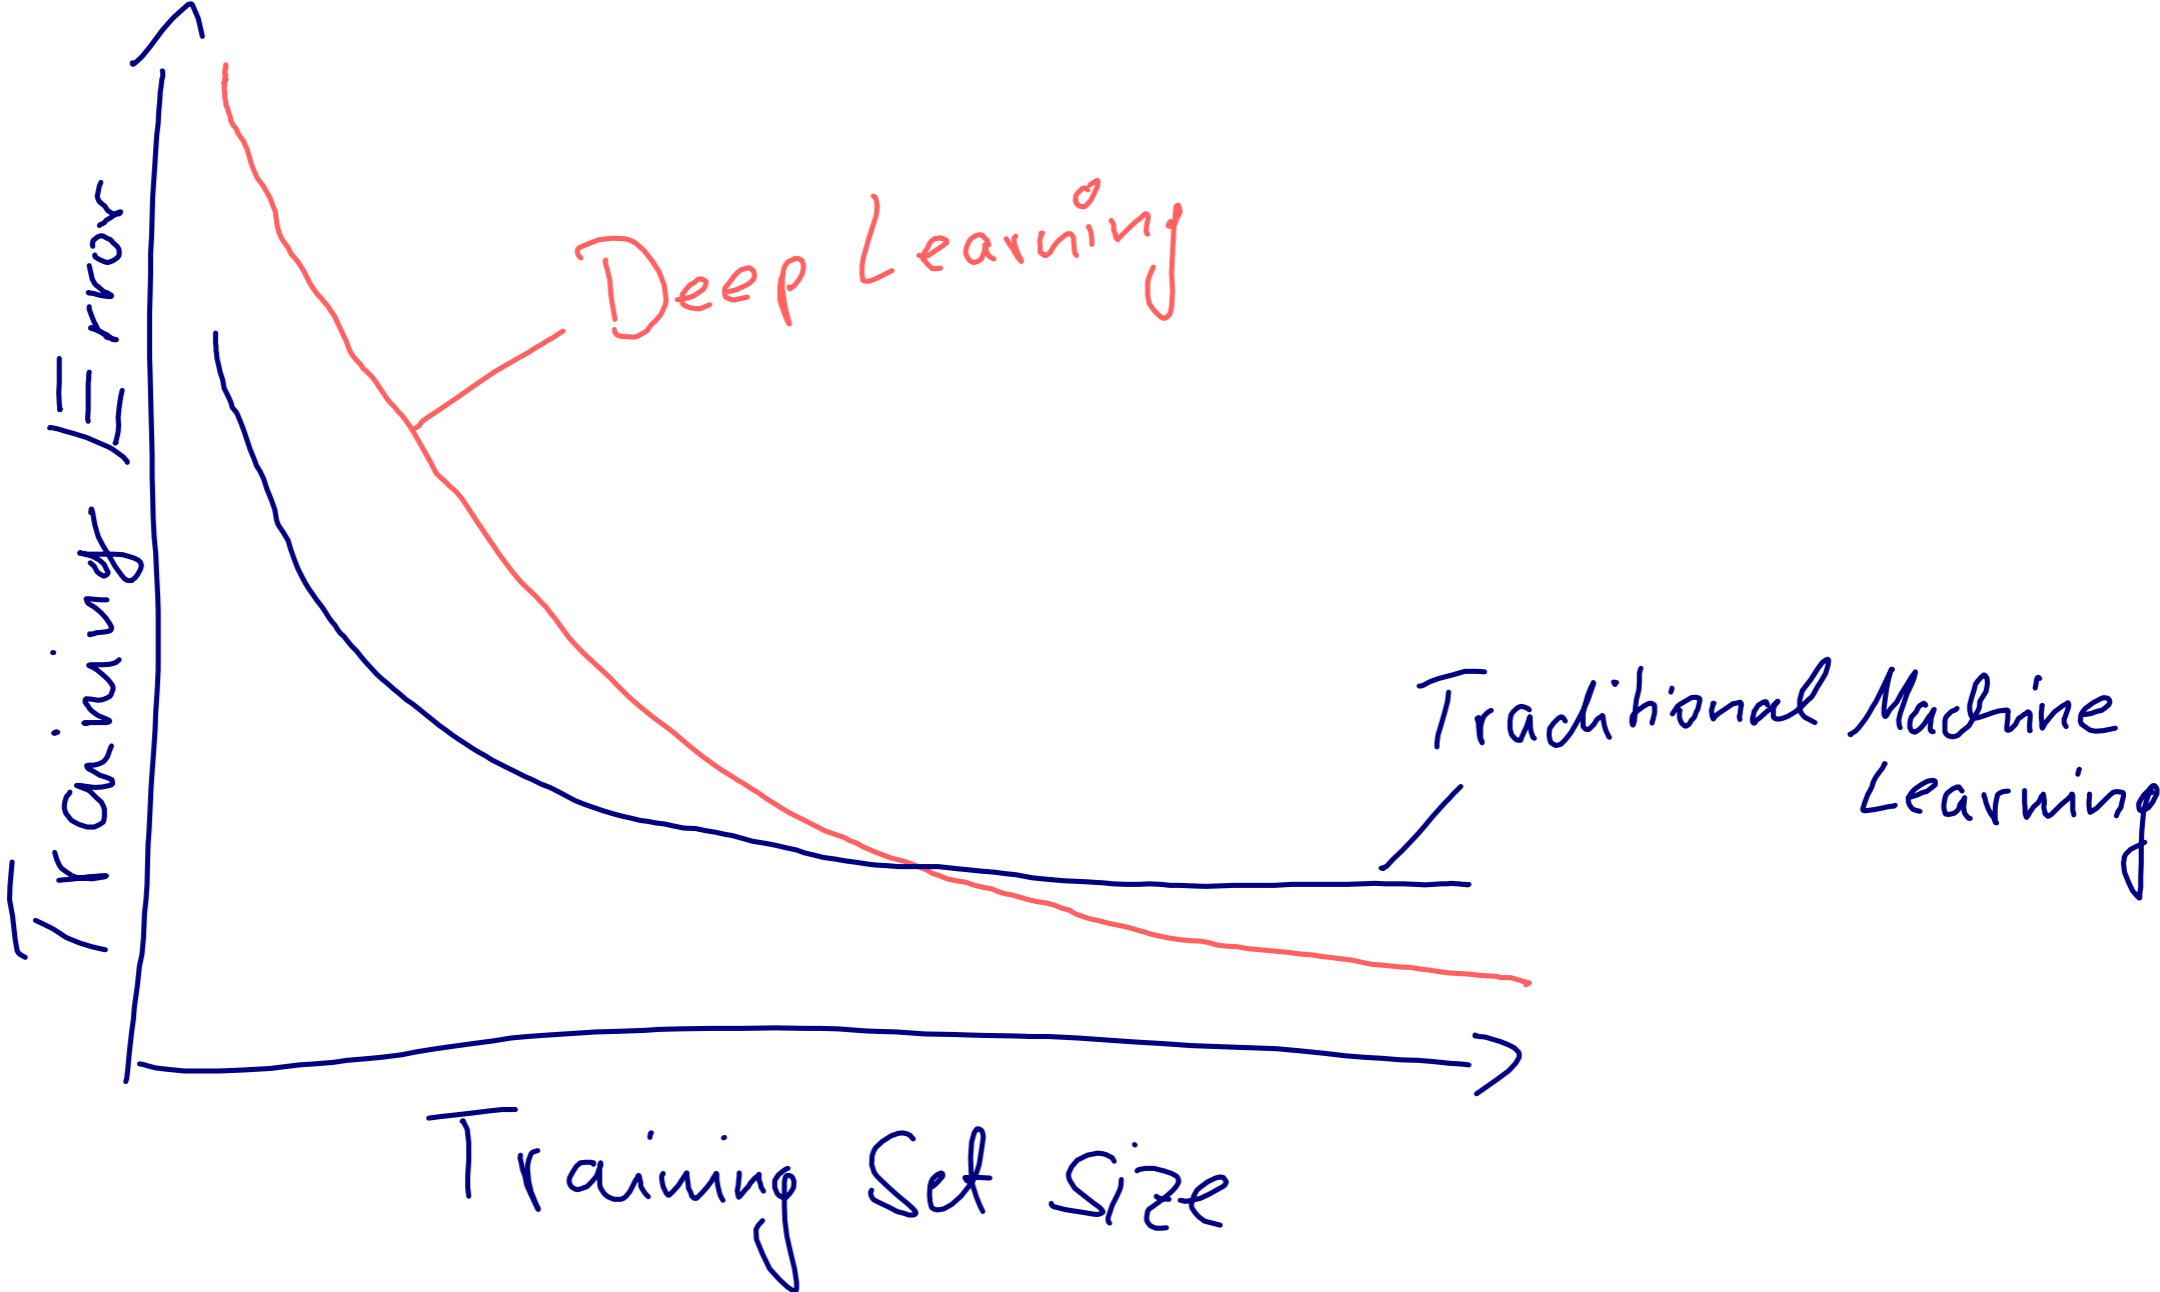 Training Error
Deep Learning
Traditional Machine
Learning
Training Set Size